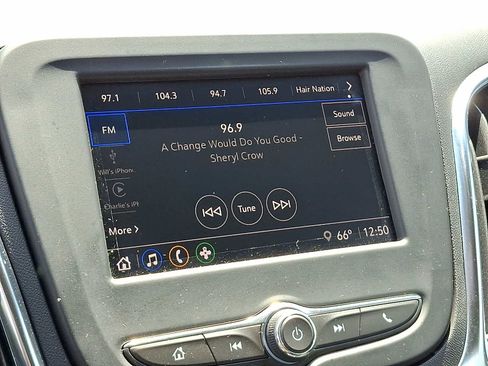 97.1 104.3 94.7 105.9 Hair Nation
FM
96.9
Sound
A Change Would Do You Good -
Sheryl Crow
Browse
Will's iPhon
Charlie's iPl
Tune
More
66° 12:50